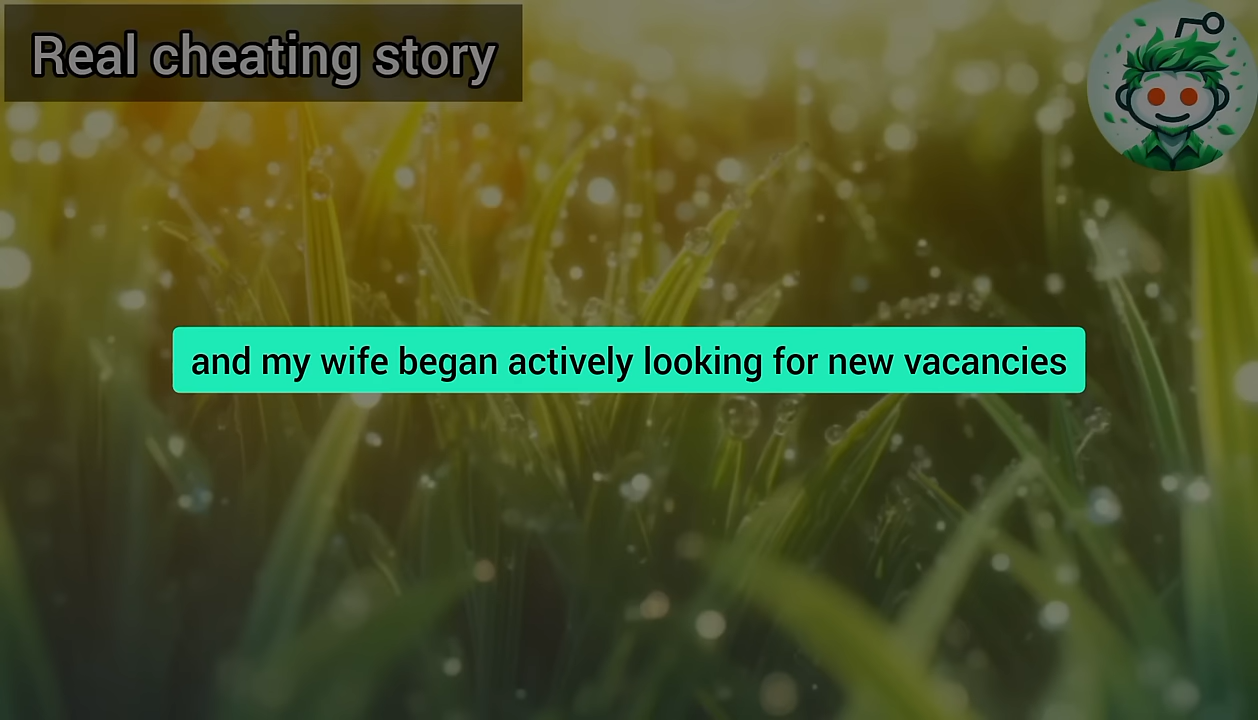 Real cheating story
and my wife began actively looking for new vacancies